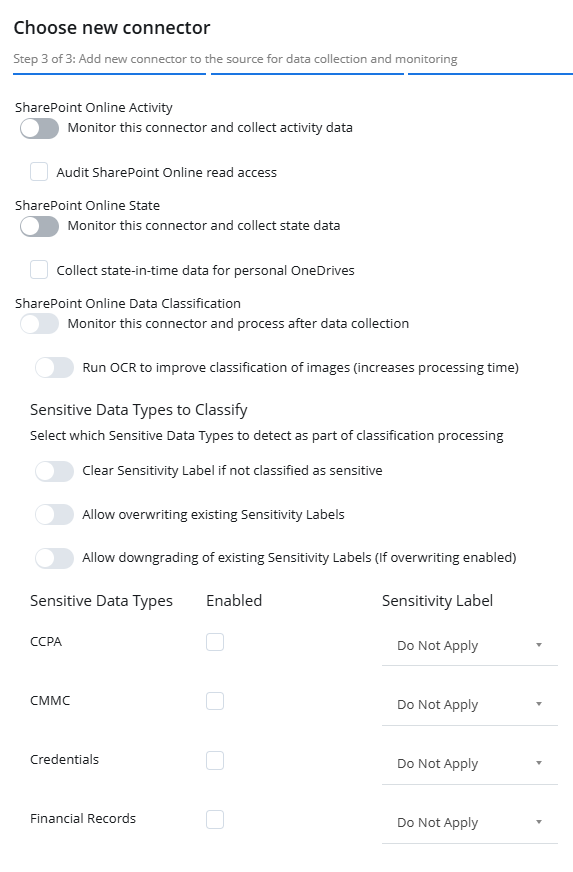 Choose new connector
Step 3 of 3: Add new connector to the source for data collection and monitoring
SharePoint Online Activity
Monitor this connector and collect activity data
Audit SharePoint Online read access
SharePoint Online State
Monitor this connector and collect state data
Collect state-in-time data for personal OneDrives
SharePoint Online Data Classification
Monitor this connector and process after data collection
Run OCR to improve classification of images (increases processing time)
Sensitive Data Types to Classify
Select which Sensitive Data Types to detect as part of classification processing
Clear Sensitivity Label if not classified as sensitive
Allow overwriting existing Sensitivity Labels
Allow downgrading of existing Sensitivity Labels (If overwriting enabled)
Sensitive Data Types Enabled Sensitivity Label
CCPA Do Not Apply
CMMC Do Not Apply
Credentials Do Not Apply
Financial Records Do Not Apply